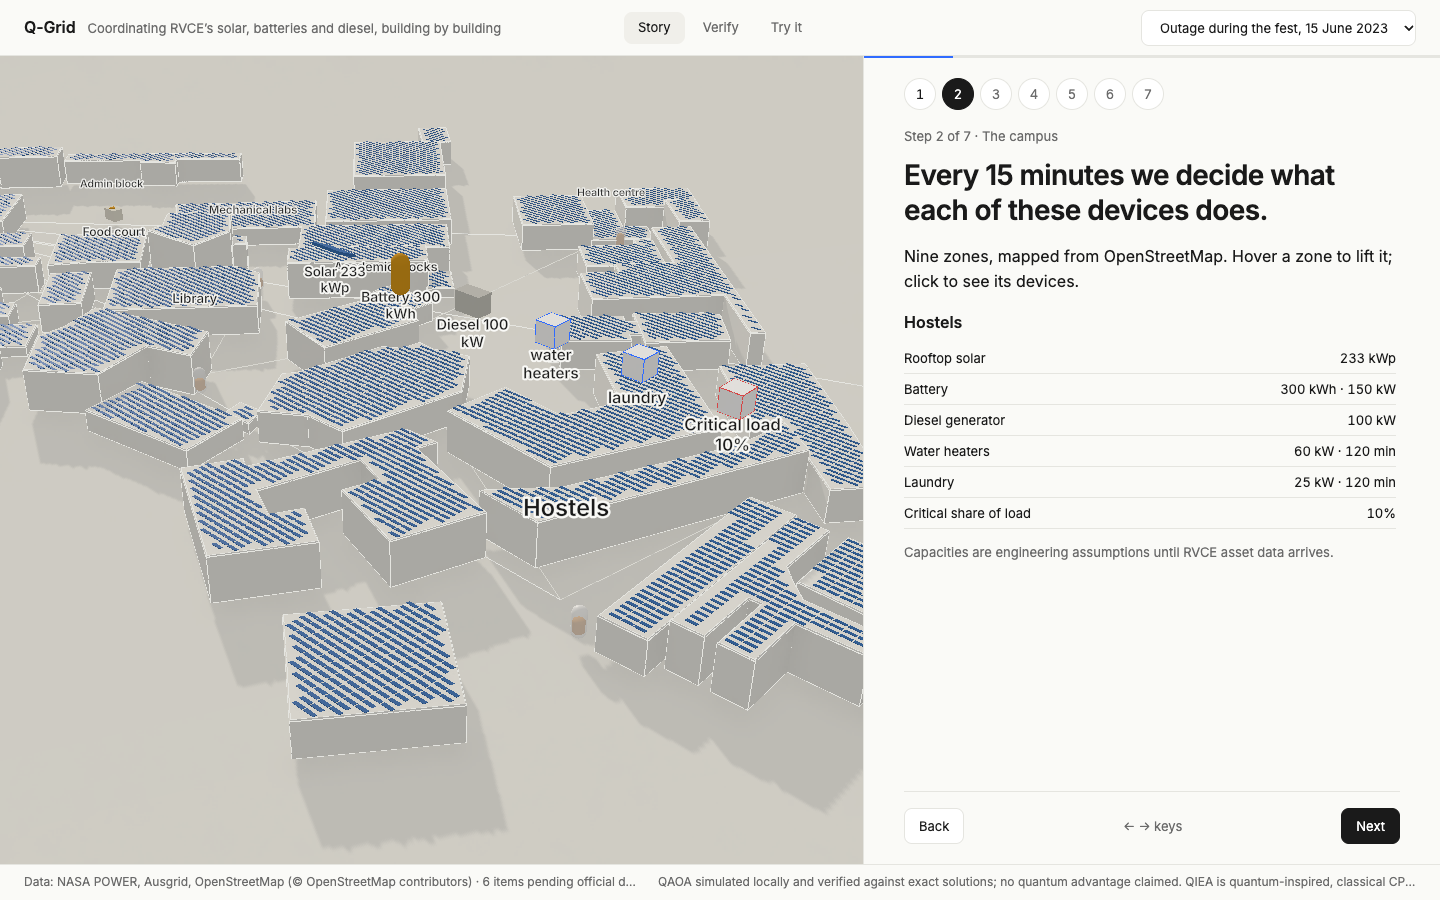 Q-Grid Coordinating RVCE's solar, batteries and diesel, building by building
Story Verify Try it
Outage during the fest, 15 June 2023
Admin block
Food court
Mechanical labs
Health centre
Library
Solar 233
kWp
Battery 300
kWh
Diesel 100
kW
water
heaters
laundry
Critical load
10%
Hostels
1 2 3 4 5 6 7
Step 2 of 7 · The campus
Every 15 minutes we decide what
each of these devices does.
Nine zones, mapped from OpenStreetMap. Hover a zone to lift it;
click to see its devices.
Hostels
Rooftop solar 233 kWp
Battery 300 kWh · 150 kW
Diesel generator 100 kW
Water heaters 60 kW · 120 min
Laundry 25 kW · 120 min
Critical share of load 10%
Capacities are engineering assumptions until RVCE asset data arrives.
Back ← → keys Next
Data: NASA POWER, Ausgrid, OpenStreetMap (© OpenStreetMap contributors) · 6 items pending official d...
QAOA simulated locally and verified against exact solutions; no quantum advantage claimed. QIEA is quantum-inspired, classical CP...